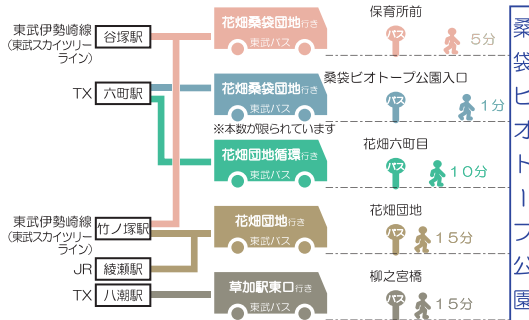 東武伊勢崎線
(東武スカイツリー
ライン)
谷塚駅
花畑桑袋団地行き
東武バス
保育所前
バス
5分
TX
六町駅
花畑桑袋団地行き
東武バス
桑袋ビオトープ公園入口
バス
1分
※本数が限られています
花畑団地循環行き
東武バス
花畑六町目
バス
10分
東武伊勢崎線
(東武スカイツリー
ライン)
竹ノ塚駅
花畑団地行き
東武バス
花畑団地
バス
15分
JR
綾瀬駅
TX
八潮駅
草加駅東口行き
東武バス
柳之宮橋
バス
15分
桑袋ビオトープ公園